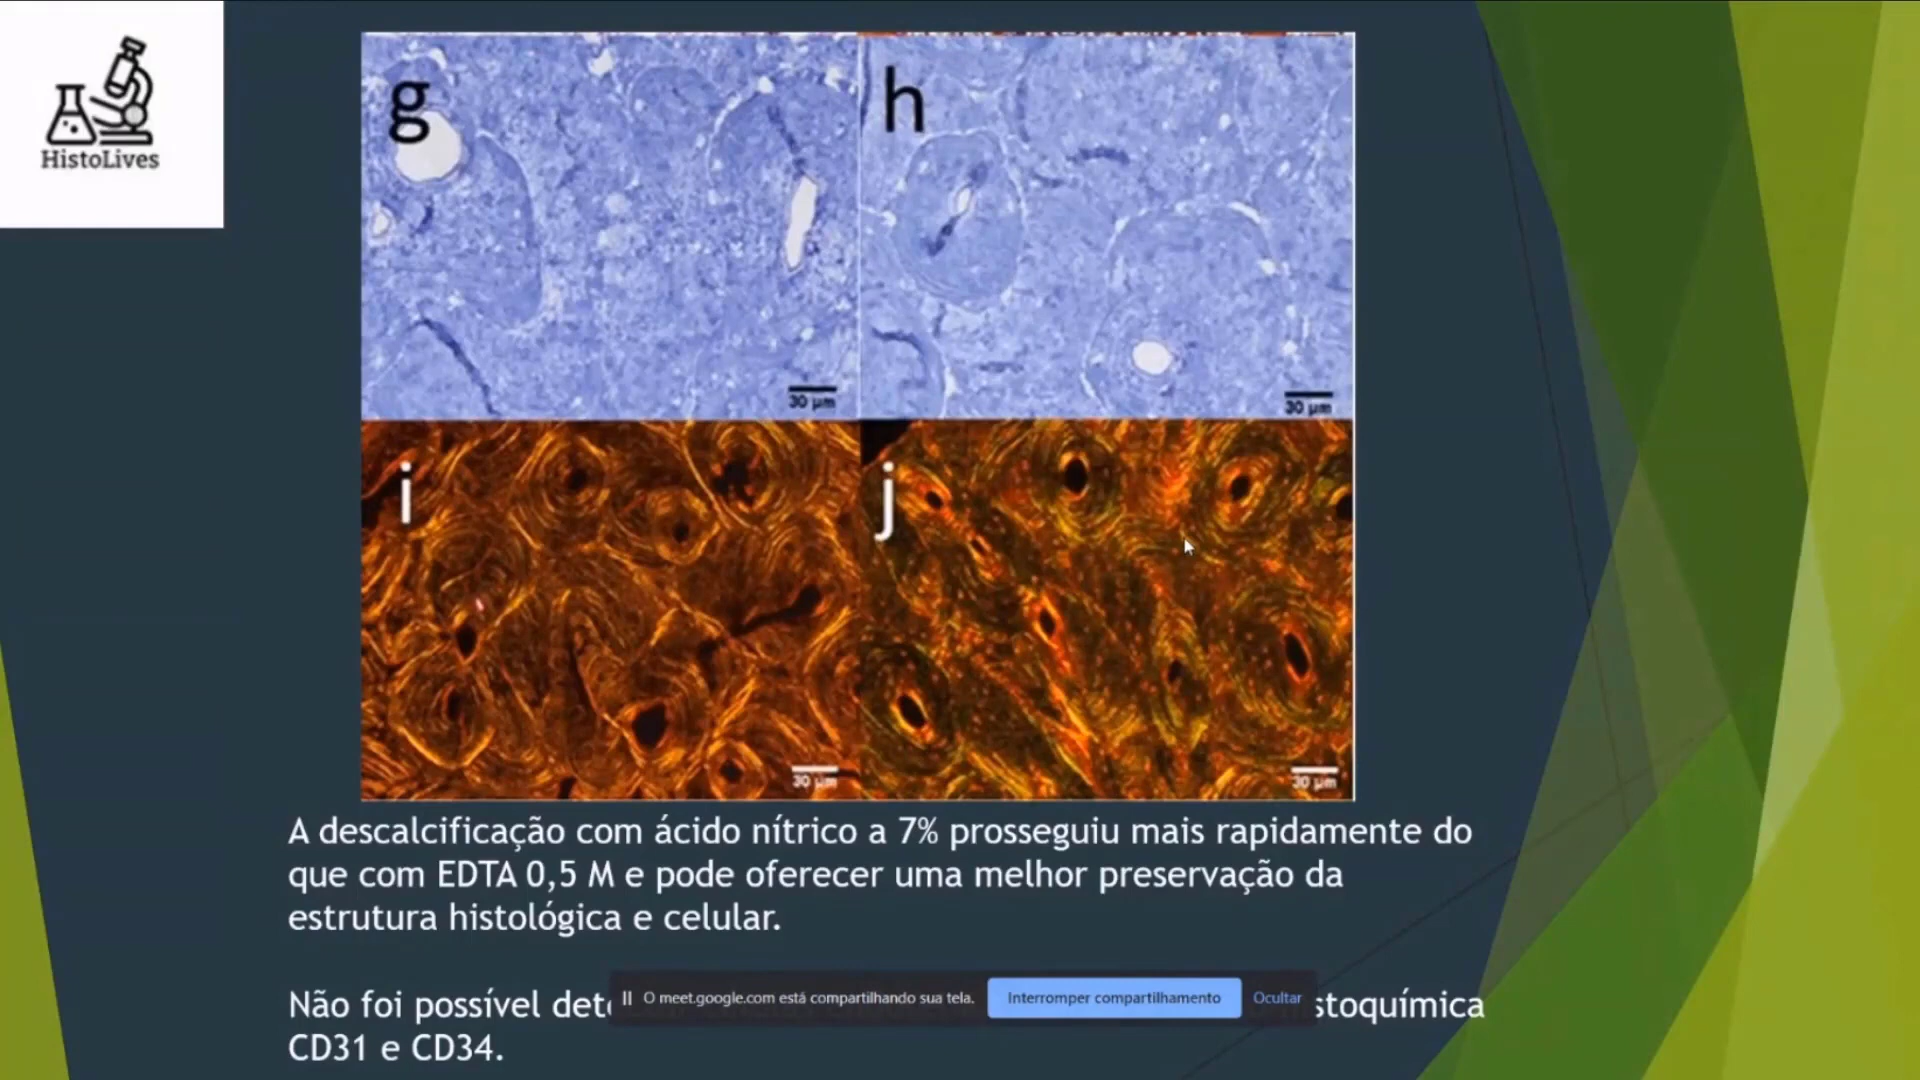 HistoLives
g
h
30 µm
30 µm
i
j
30 µm
30 µm
A descalcificação com ácido nítrico a 7% prosseguiu mais rapidamente do
que com EDTA 0,5 M e pode oferecer uma melhor preservação da
estrutura histológica e celular.
Não foi possível
O meet.google.com está compartilhando sua tela.
Interromper compartilhamento
Ocultar
stoquímica
CD31 e CD34.